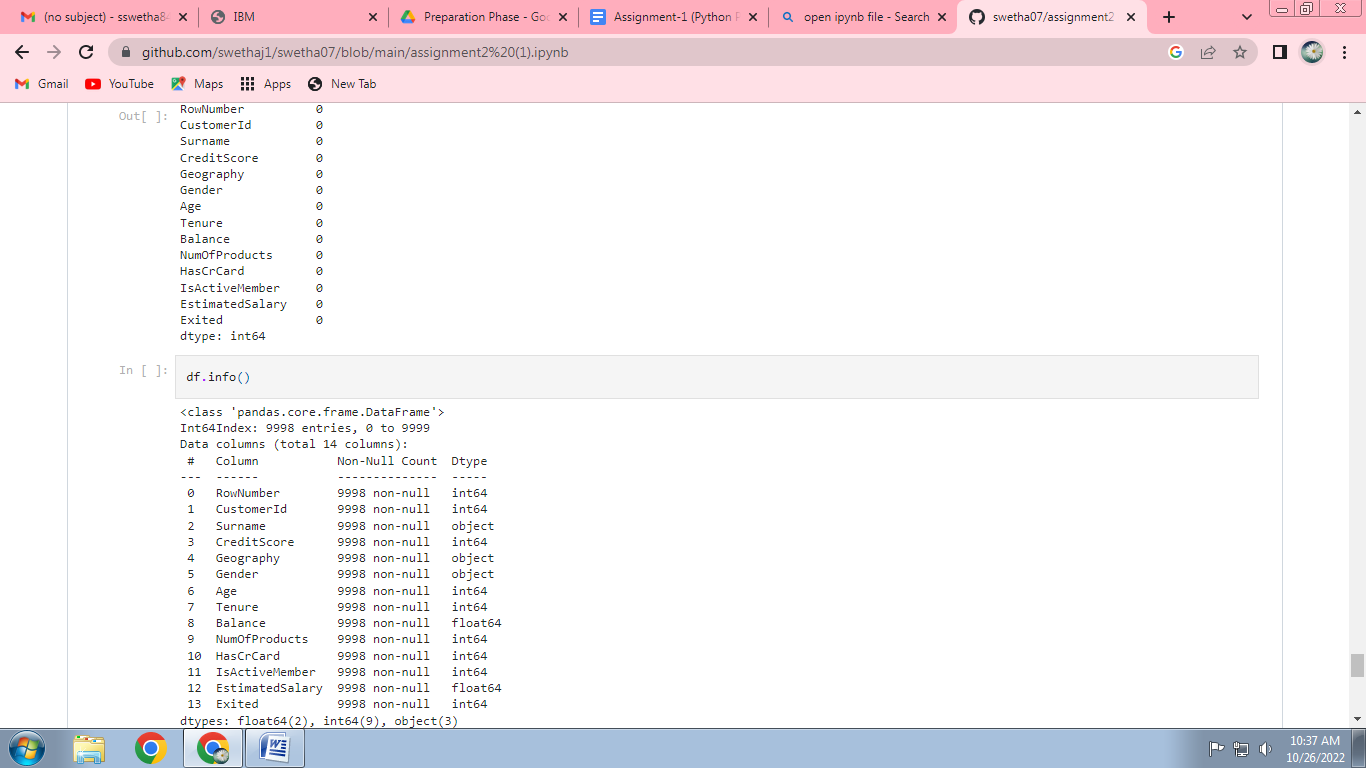 (no subject) - sswetha84
IBM
Preparation Phase - Goo
Assignment-1 (Python P
open ipynb file - Search
swetha07/assignment2
github.com/swethaj1/swetha07/blob/main/assignment2%20(1).ipynb
Gmail
YouTube
Maps
Apps
New Tab
Out[ ]:
RowNumber 0
CustomerId 0
Surname 0
CreditScore 0
Geography 0
Gender 0
Age 0
Tenure 0
Balance 0
NumOfProducts 0
HasCrCard 0
IsActiveMember 0
EstimatedSalary 0
Exited 0
dtype: int64
In [ ]:
df.info()
<class 'pandas.core.frame.DataFrame'>
Int64Index: 9998 entries, 0 to 9999
Data columns (total 14 columns):
# Column Non-Null Count Dtype
--- ------ -------------- -----
0 RowNumber 9998 non-null int64
1 CustomerId 9998 non-null int64
2 Surname 9998 non-null object
3 CreditScore 9998 non-null int64
4 Geography 9998 non-null object
5 Gender 9998 non-null object
6 Age 9998 non-null int64
7 Tenure 9998 non-null int64
8 Balance 9998 non-null float64
9 NumOfProducts 9998 non-null int64
10 HasCrCard 9998 non-null int64
11 IsActiveMember 9998 non-null int64
12 EstimatedSalary 9998 non-null float64
13 Exited 9998 non-null int64
dtypes: float64(2), int64(9), object(3)
10:37 AM
10/26/2022